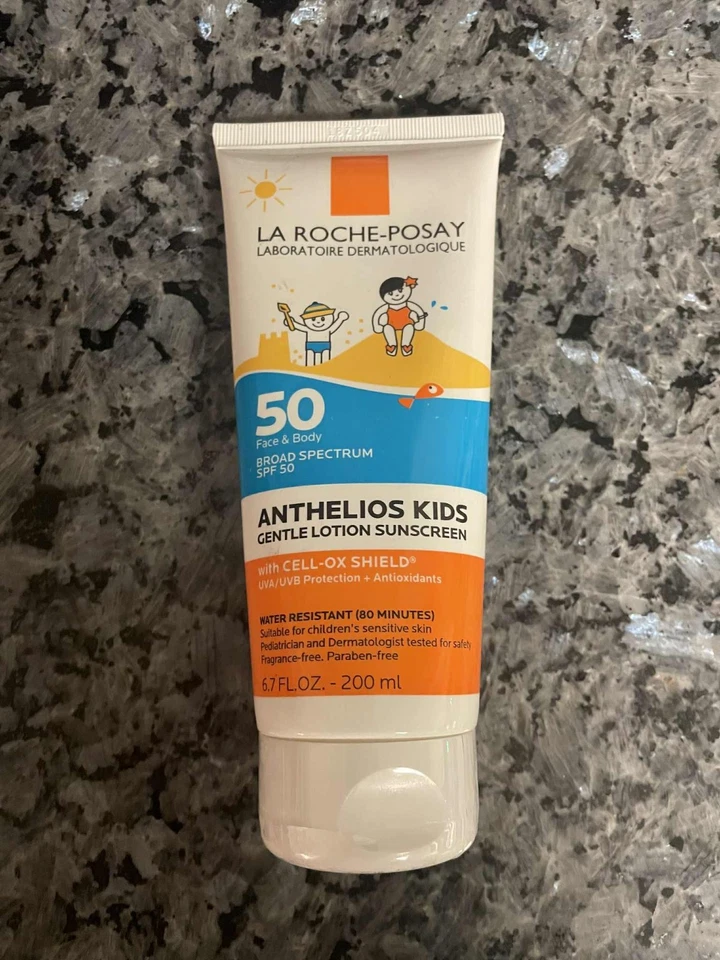 LA ROCHE-POSAY
LABORATOIRE DERMATOLOGIQUE
50
Face & Body
BROAD SPECTRUM
SPF 50
ANTHELIOS KIDS
GENTLE LOTION SUNSCREEN
with CELL-OX SHIELD®
UVA/UVB Protection + Antioxidants
WATER RESISTANT (80 MINUTES)
Suitable for children's sensitive skin
Pediatrician and Dermatologist tested for safety
Fragrance-free. Paraben-free
6.7 FL.OZ. - 200 ml